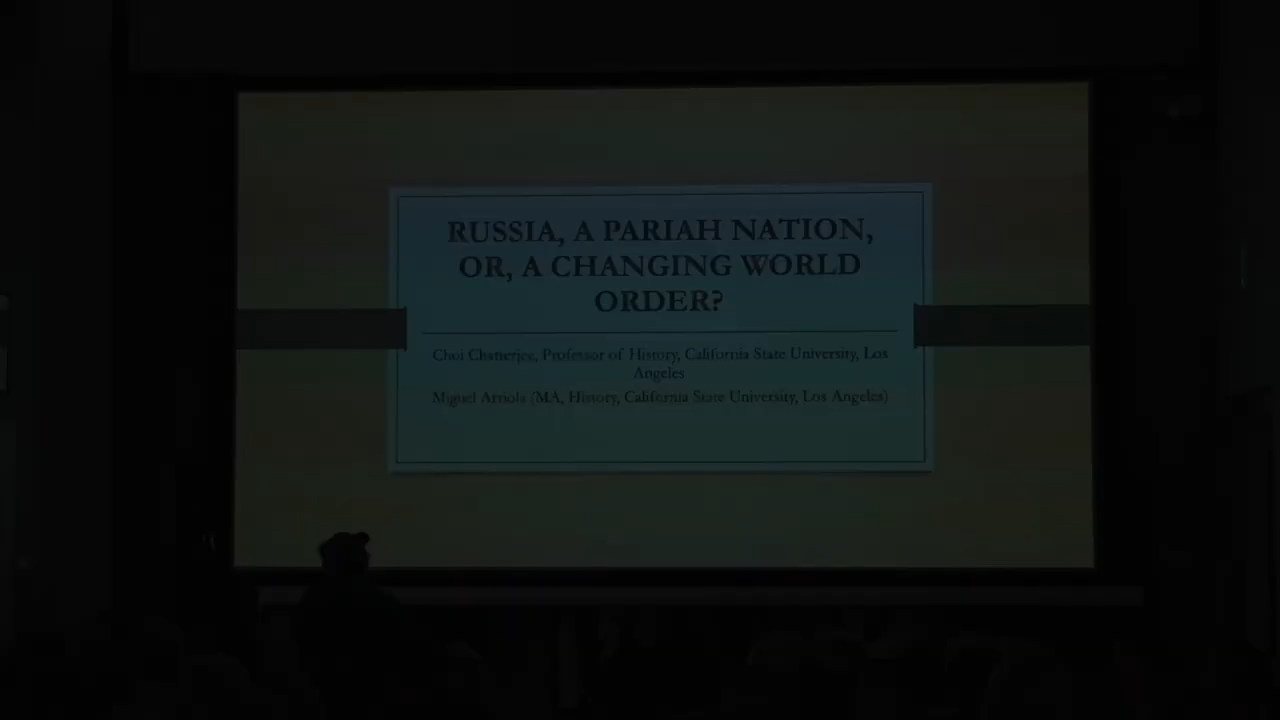 RUSSIA, A PARIAH NATION,
OR, A CHANGING WORLD
ORDER?
Choi Chatterjee, Professor of History, California State University, Los
Angeles
Miguel Arriola (MA, History, California State University, Los Angeles)